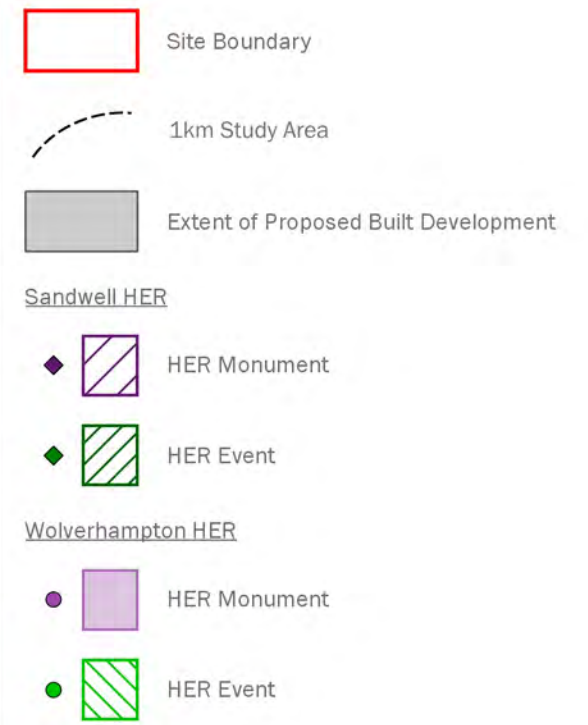 Site Boundary
1km Study Area
Extent of Proposed Built Development
Sandwell HER
HER Monument
HER Event
Wolverhampton HER
HER Monument
HER Event